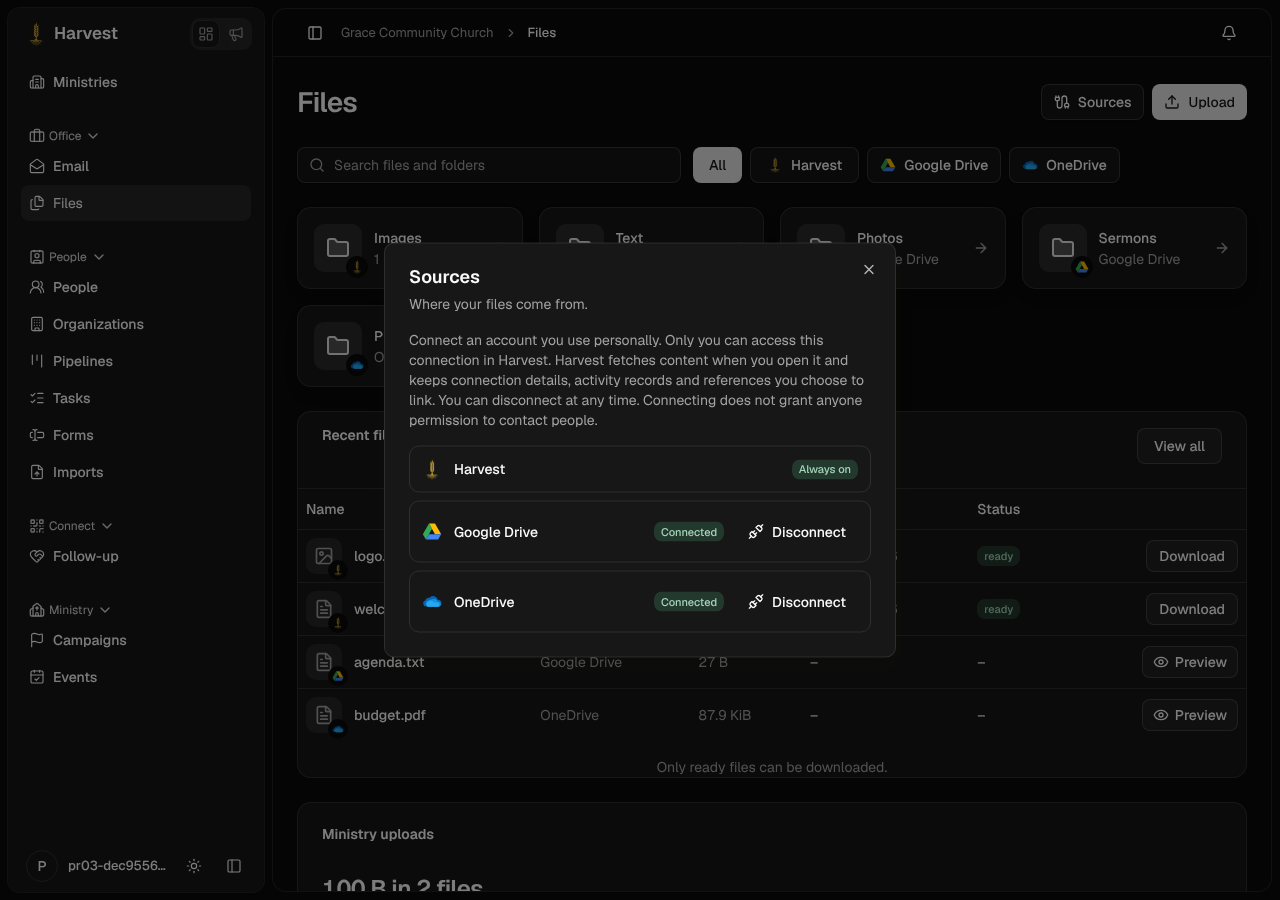 Harvest
Grace Community Church > Files
Ministries
Office
Email
Files
People
People
Organizations
Pipelines
Tasks
Forms
Imports
Connect
Follow-up
Ministry
Campaigns
Events
P pr03-dec9556…
Files
Sources
Upload
Search files and folders
All
Harvest
Google Drive
OneDrive
Images
1
Text
Photos
e Drive
Sermons
Google Drive
P
O
Sources
Where your files come from.
Connect an account you use personally. Only you can access this
connection in Harvest. Harvest fetches content when you open it and
keeps connection details, activity records and references you choose to
link. You can disconnect at any time. Connecting does not grant anyone
permission to contact people.
Harvest Always on
Google Drive Connected Disconnect
OneDrive Connected Disconnect
Recent fil
View all
Name Status
logo. ready Download
welc ready Download
agenda.txt Google Drive 27 B – – Preview
budget.pdf OneDrive 87.9 KiB – – Preview
Only ready files can be downloaded.
Ministry uploads
100 B in 2 files